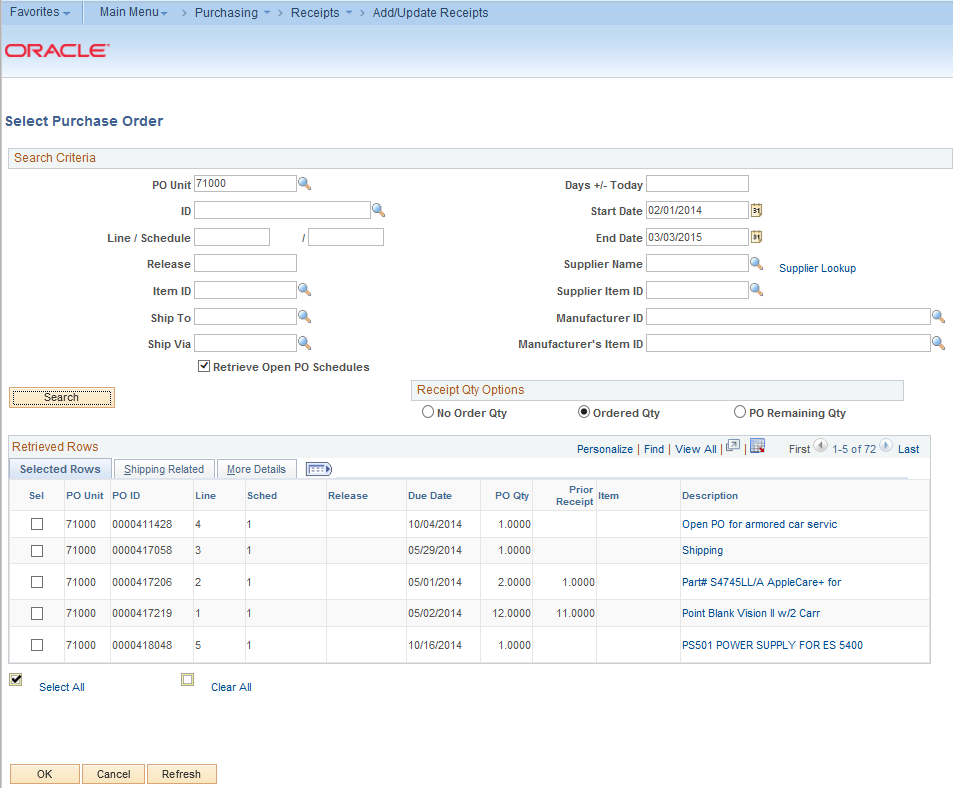 Favorites Main Menu > Purchasing > Receipts > Add/Update Receipts
ORACLE
Select Purchase Order
Search Criteria
PO Unit 71000 Days +/- Today
ID Start Date 02/01/2014 31
Line / Schedule / End Date 03/03/2015 31
Release Supplier Name Supplier Lookup
Item ID Supplier Item ID
Ship To Manufacturer ID
Ship Via Manufacturer's Item ID
Retrieve Open PO Schedules
Search Receipt Qty Options
No Order Qty Ordered Qty PO Remaining Qty
Retrieved Rows Personalize | Find | View All | | First 1-5 of 72 Last
Selected Rows Shipping Related More Details
Sel PO Unit PO ID Line Sched Release Due Date PO Qty Prior Receipt Item Description
71000 0000411428 4 1 10/04/2014 1.0000 Open PO for armored car servic
71000 0000417058 3 1 05/29/2014 1.0000 Shipping
71000 0000417206 2 1 05/01/2014 2.0000 1.0000 Part# S4745LL/A AppleCare+ for
71000 0000417219 1 1 05/02/2014 12.0000 11.0000 Point Blank Vision II w/2 Carr
71000 0000418048 5 1 10/16/2014 1.0000 PS501 POWER SUPPLY FOR ES 5400
Select All Clear All
OK Cancel Refresh